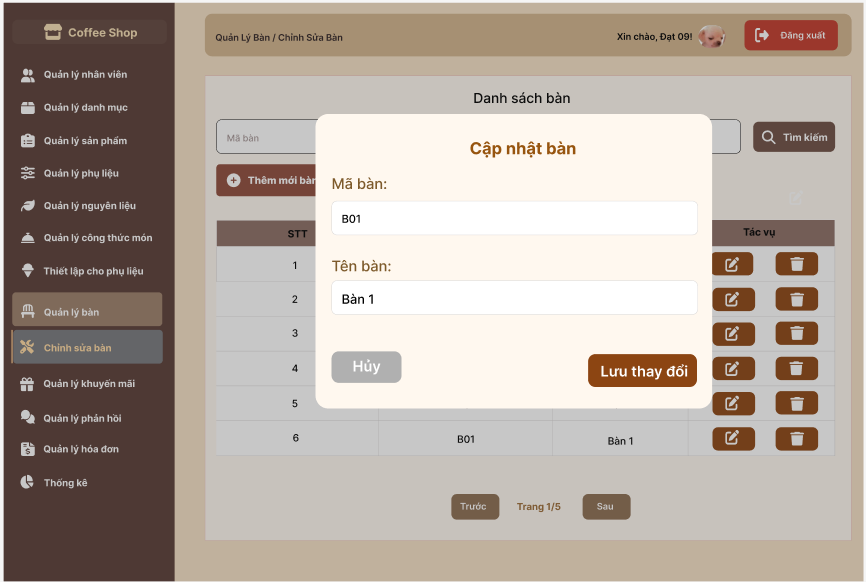 Coffee Shop
Quản lý nhân viên
Quản lý danh mục
Quản lý sản phẩm
Quản lý phụ liệu
Quản lý nguyên liệu
Quản lý công thức món
Thiết lập cho phụ liệu
Quản lý bàn
Chỉnh sửa bàn
Quản lý khuyến mãi
Quản lý phản hồi
Quản lý hóa đơn
Thống kê
Quản Lý Bàn / Chỉnh Sửa Bàn
Xin chào, Đạt 09!
Đăng xuất
Danh sách bàn
Mã bàn
Tìm kiếm
Thêm mới bàn
Cập nhật bàn
Mã bàn:
B01
Tên bàn:
Bàn 1
Hủy
Lưu thay đổi
STT
Tác vụ
1
2
3
4
5
6 B01 Bàn 1
Trước Trang 1/5 Sau